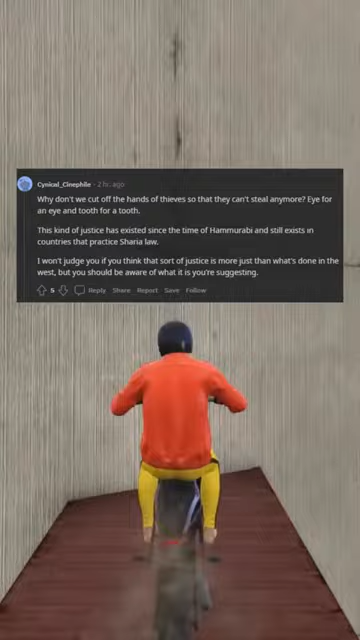 Cynical_Cinephile · 2 hr. ago
Why don't we cut off the hands of thieves so that they can't steal anymore? Eye for
an eye and tooth for a tooth.
This kind of justice has existed since the time of Hammurabi and still exists in
countries that practice Sharia law.
I won't judge you if you think that sort of justice is more just than what's done in the
west, but you should be aware of what it is you're suggesting.
5 Reply Share Report Save Follow